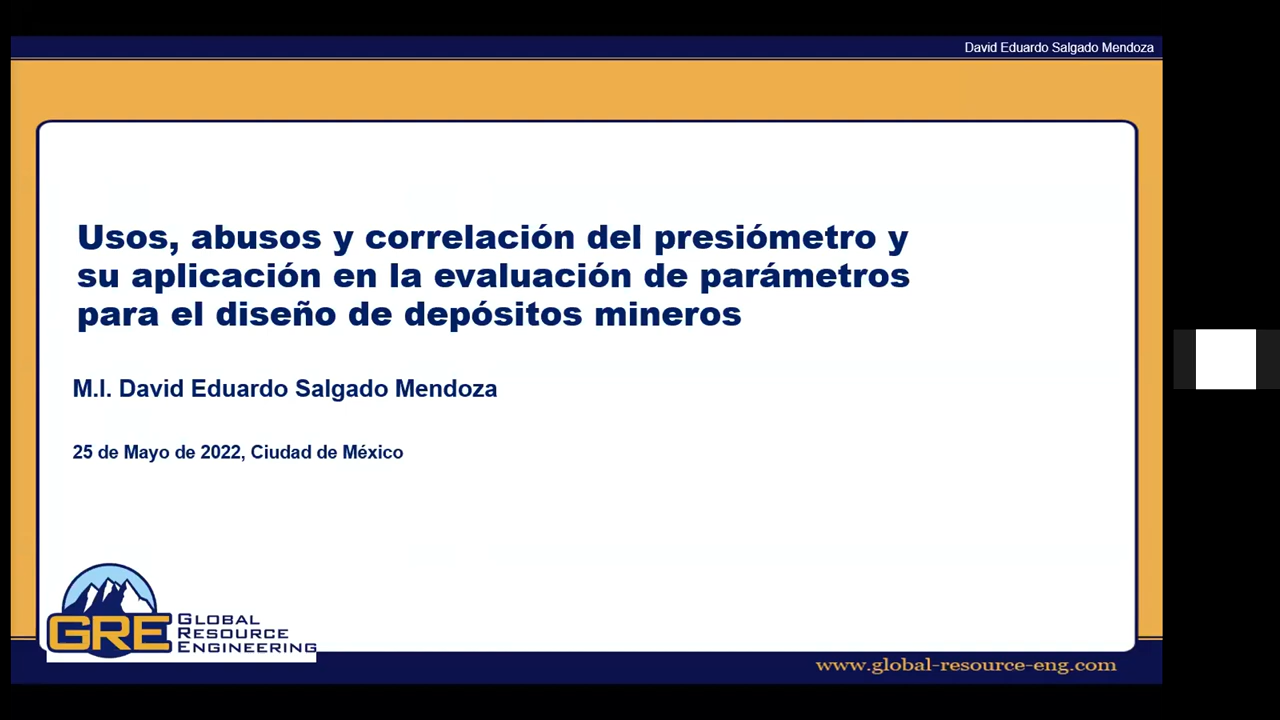 David Eduardo Salgado Mendoza
Usos, abusos y correlación del presiómetro y
su aplicación en la evaluación de parámetros
para el diseño de depósitos mineros
M.I. David Eduardo Salgado Mendoza
25 de Mayo de 2022, Ciudad de México
GRE
GLOBAL
RESOURCE
ENGINEERING
www.global-resource-eng.com